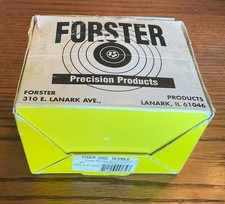 FORSTER
Precision Products
FORSTER
310 E. LANARK AVE.,
PRODUCTS
LANARK, IL 61046